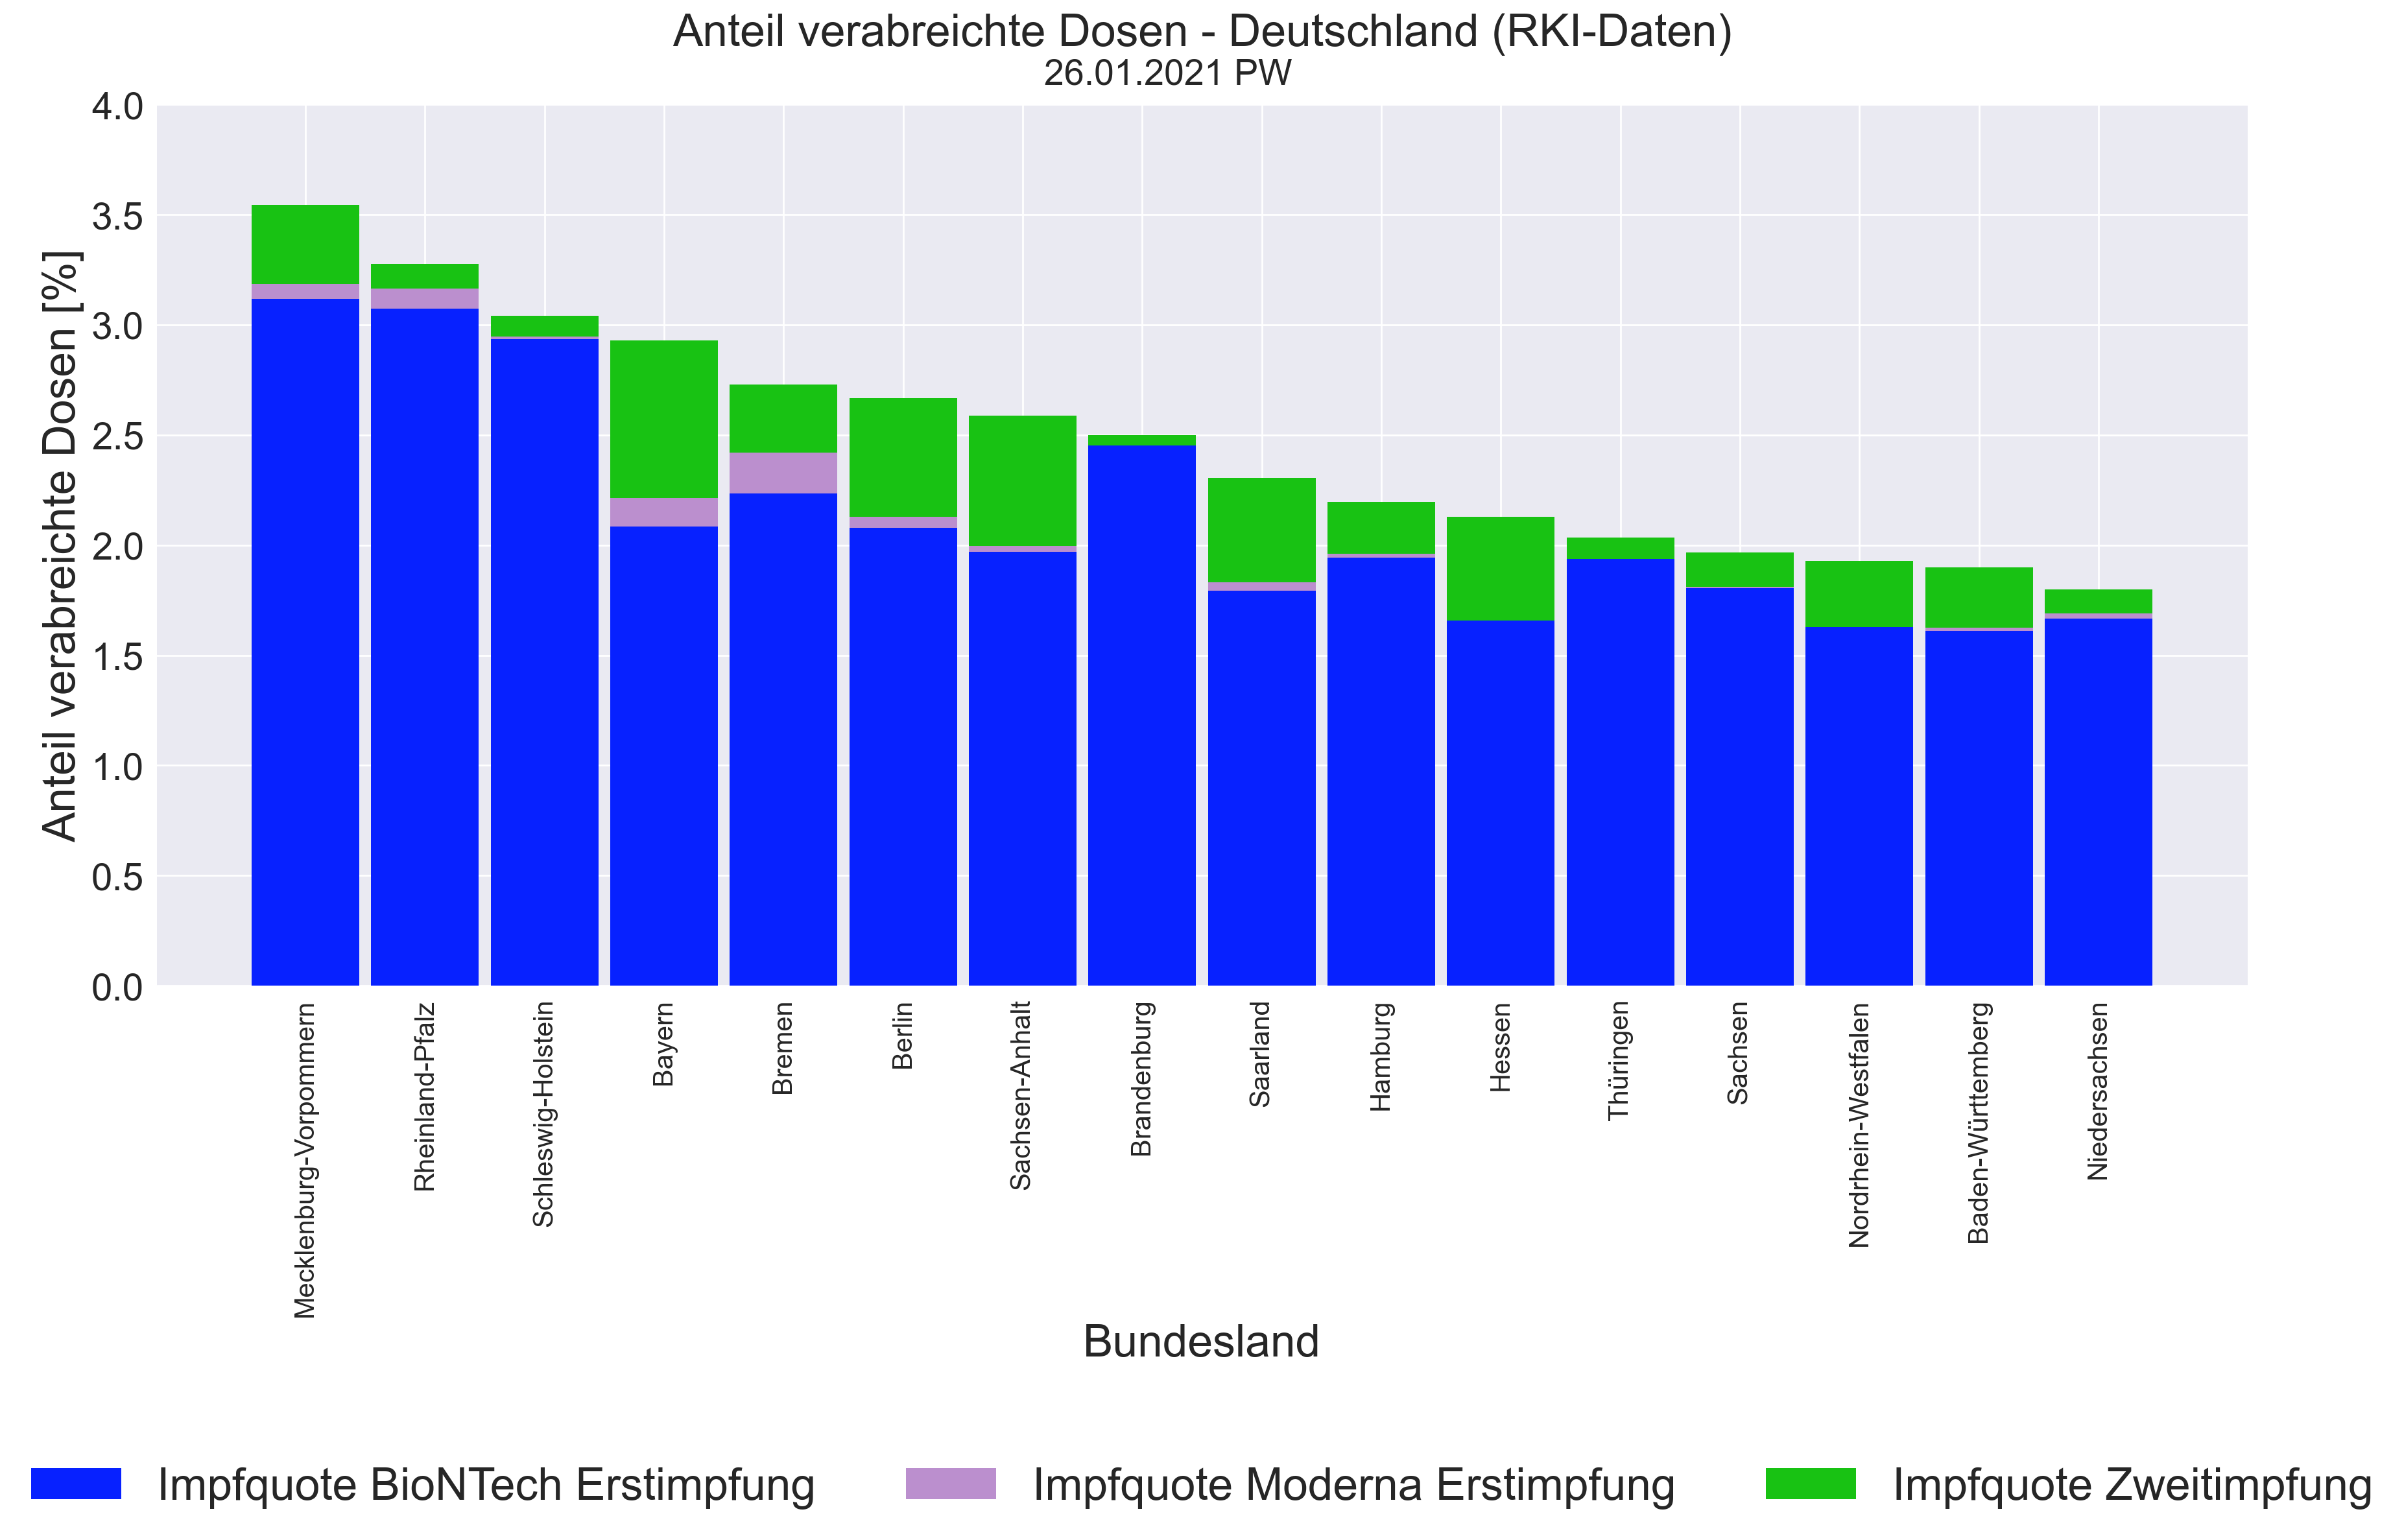 Anteil verabreichte Dosen - Deutschland (RKI-Daten)
26.01.2021 PW
Anteil verabreichte Dosen [%]
4.0
3.5
3.0
2.5
2.0
1.5
1.0
0.5
0.0
Mecklenburg-Vorpommern
Rheinland-Pfalz
Schleswig-Holstein
Bayern
Bremen
Berlin
Sachsen-Anhalt
Brandenburg
Saarland
Hamburg
Hessen
Thüringen
Sachsen
Nordrhein-Westfalen
Baden-Württemberg
Niedersachsen
Bundesland
Impfquote BioNTech Erstimpfung
Impfquote Moderna Erstimpfung
Impfquote Zweitimpfung